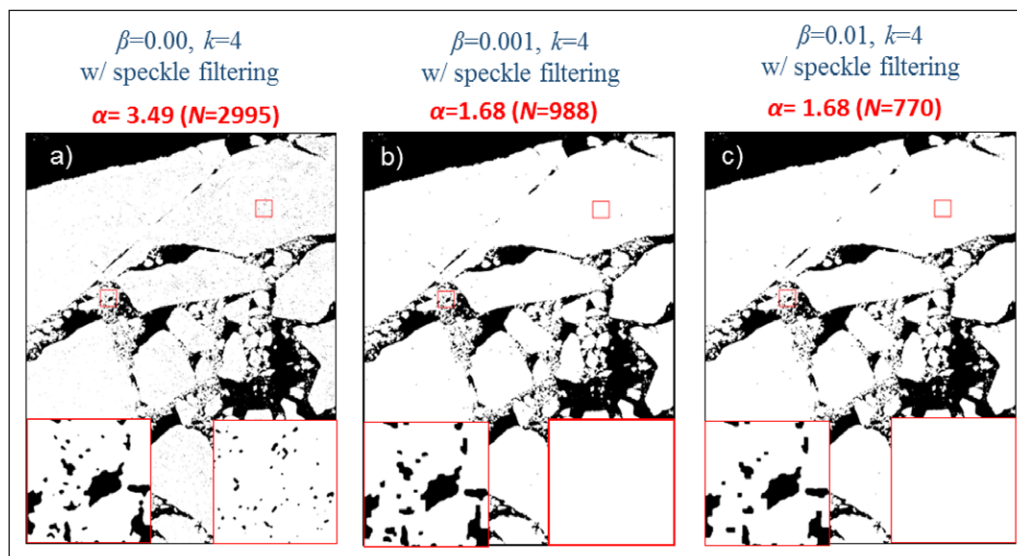 β=0.00, k=4
w/ speckle filtering
α= 3.49 (N=2995)
a)
β=0.001, k=4
w/ speckle filtering
α=1.68 (N=988)
b)
β=0.01, k=4
w/ speckle filtering
α= 1.68 (N=770)
c)